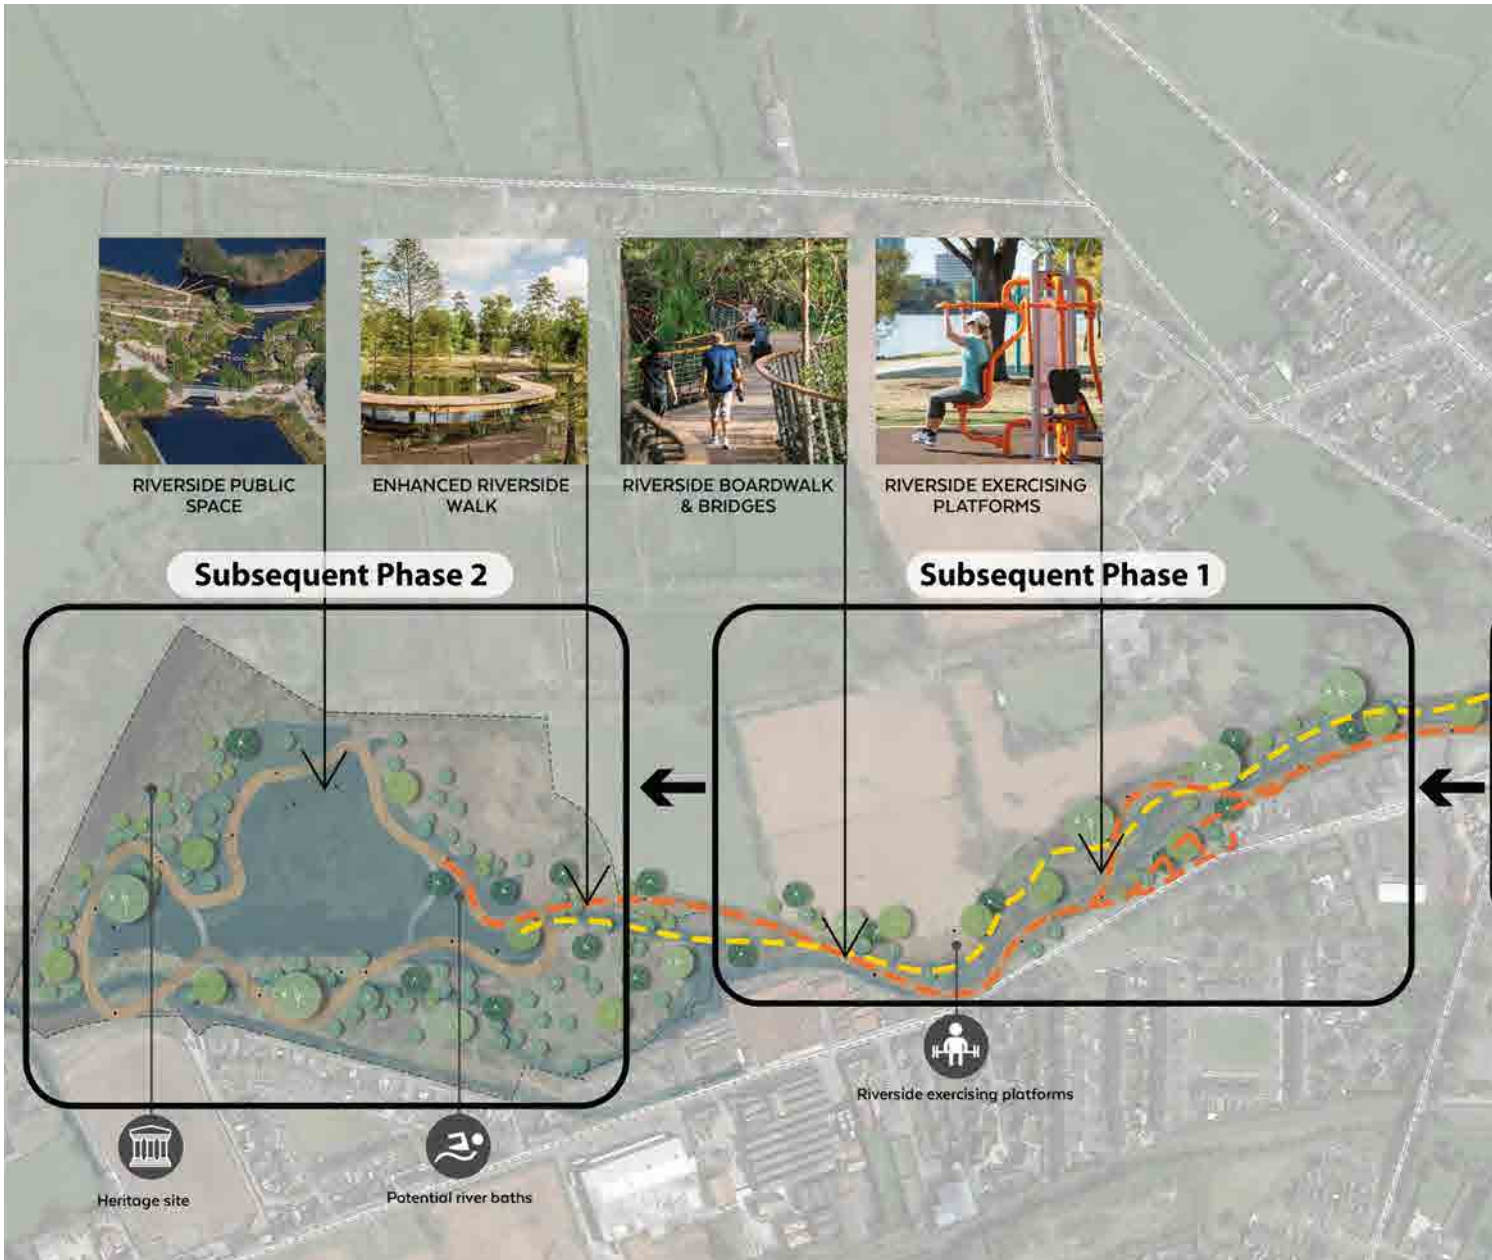 RIVERSIDE PUBLIC
SPACE
ENHANCED RIVERSIDE
WALK
RIVERSIDE BOARDWALK
& BRIDGES
RIVERSIDE EXERCISING
PLATFORMS
Subsequent Phase 2
Subsequent Phase 1
Riverside exercising platforms
Heritage site
Potential river baths